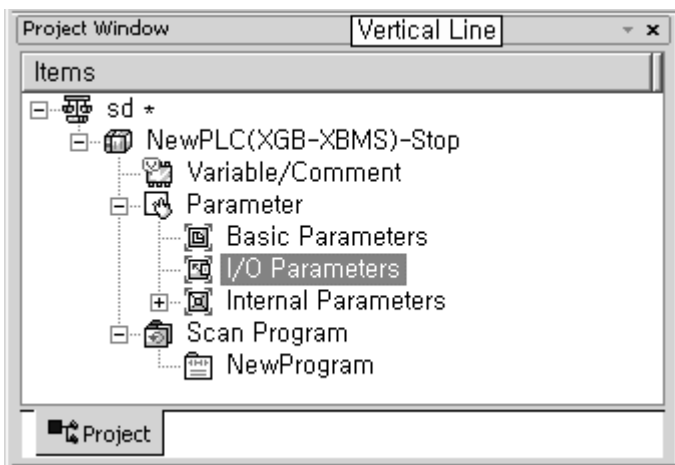 Project Window
Vertical Line
Items
sd *
NewPLC(XGB-XBMS)-Stop
Variable/Comment
Parameter
Basic Parameters
I/O Parameters
Internal Parameters
Scan Program
NewProgram
Project